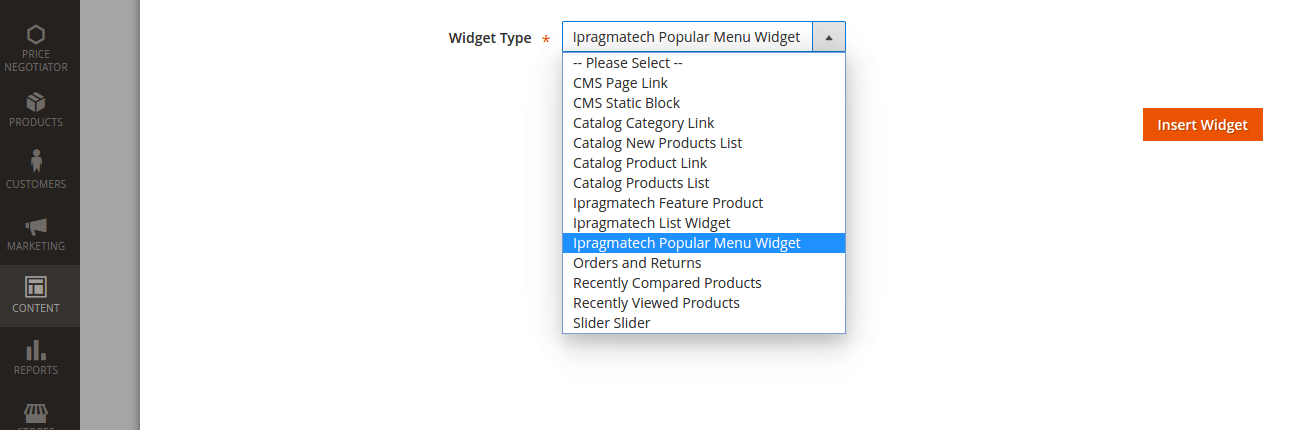 PRICE
NEGOTIATOR
PRODUCTS
CUSTOMERS
MARKETING
CONTENT
REPORTS
Widget Type *
Ipragmatech Popular Menu Widget
-- Please Select --
CMS Page Link
CMS Static Block
Catalog Category Link
Catalog New Products List
Catalog Product Link
Catalog Products List
Ipragmatech Feature Product
Ipragmatech List Widget
Ipragmatech Popular Menu Widget
Orders and Returns
Recently Compared Products
Recently Viewed Products
Slider Slider
Insert Widget